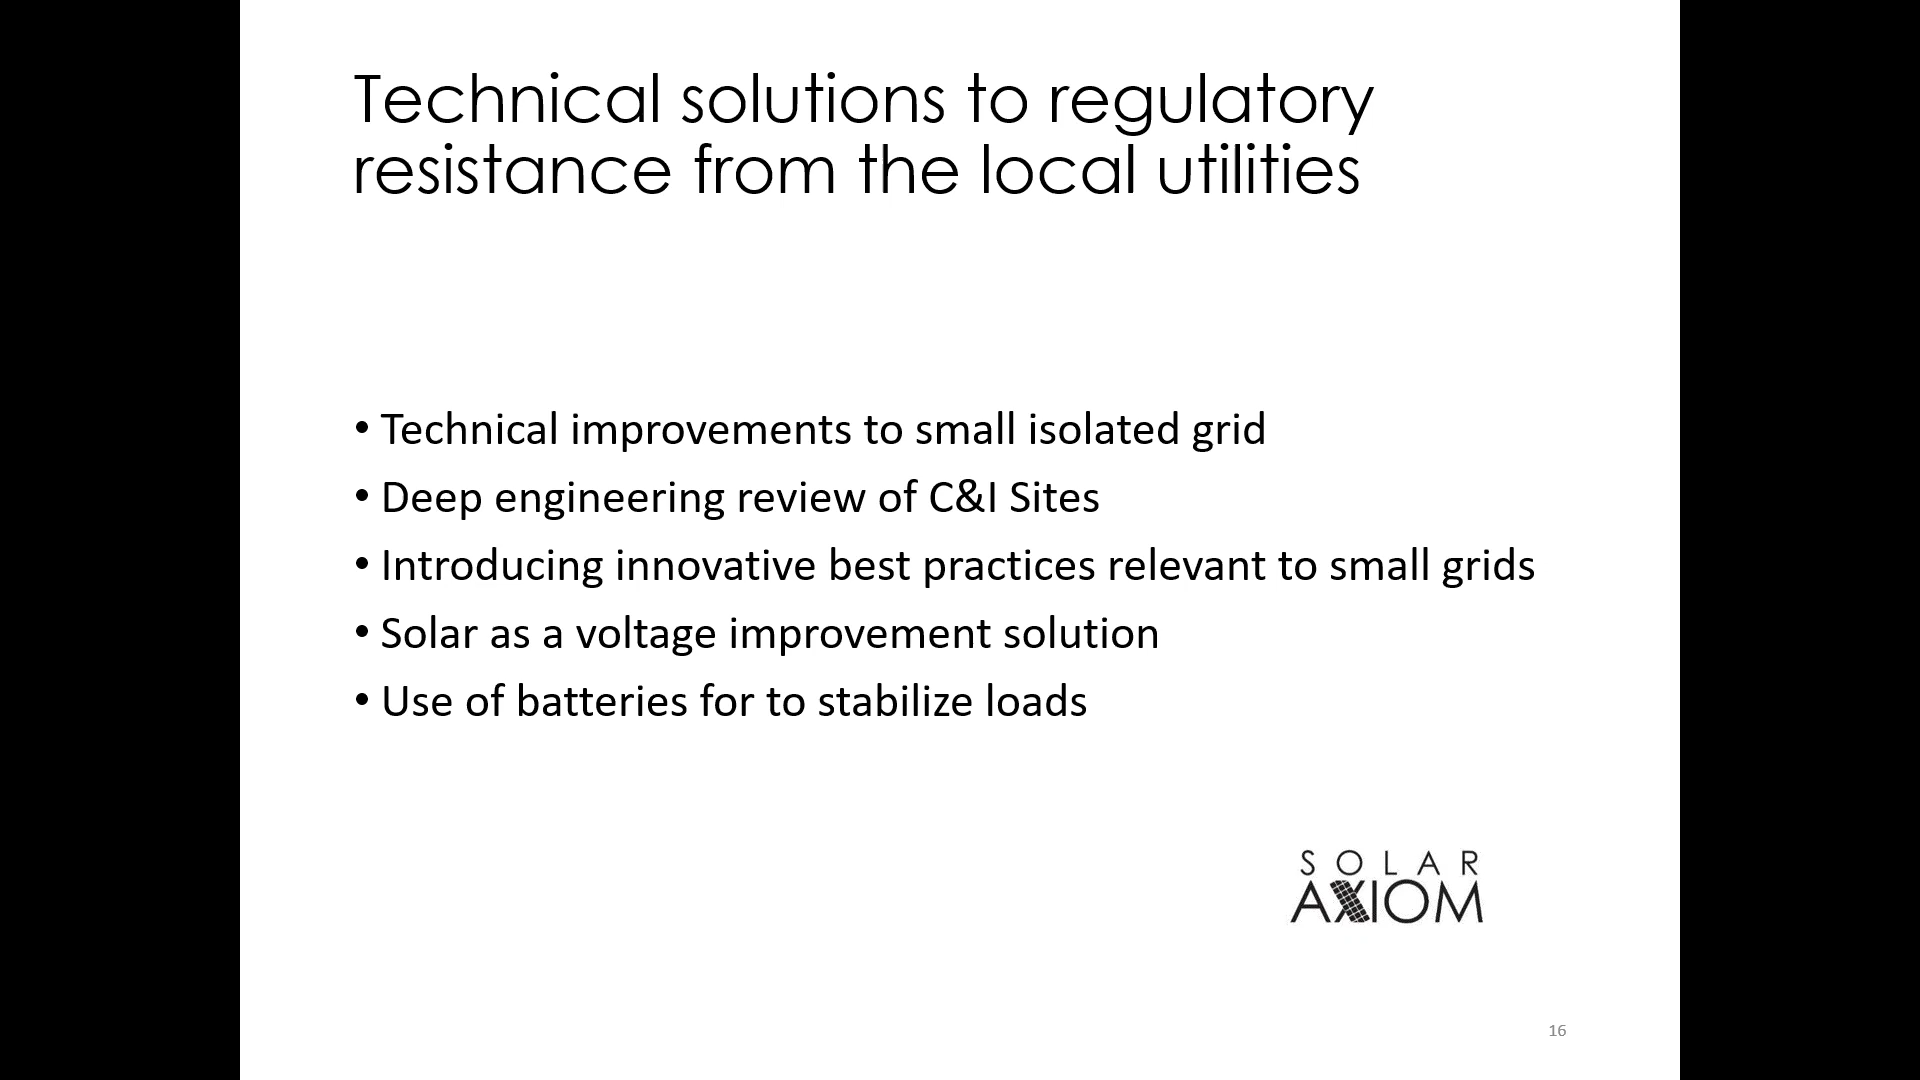 Technical solutions to regulatory
resistance from the local utilities
• Technical improvements to small isolated grid
• Deep engineering review of C&I Sites
• Introducing innovative best practices relevant to small grids
• Solar as a voltage improvement solution
• Use of batteries for to stabilize loads
SOLAR
AXIOM
16